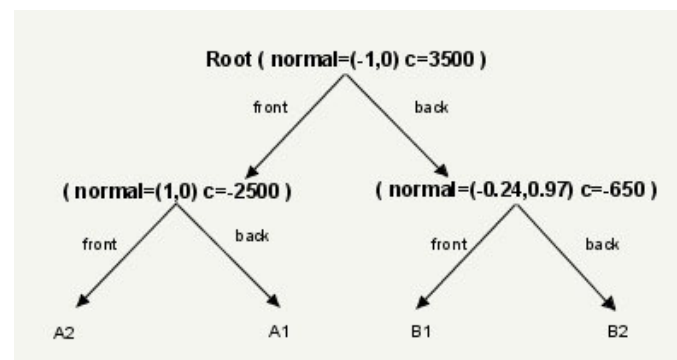 Root ( normal=(-1,0) c=3500 )
front
back
( normal=(1,0) c=-2500 )
( normal=(-0.24,0.97) c=-650 )
front
back
front
back
A2
A1
B1
B2